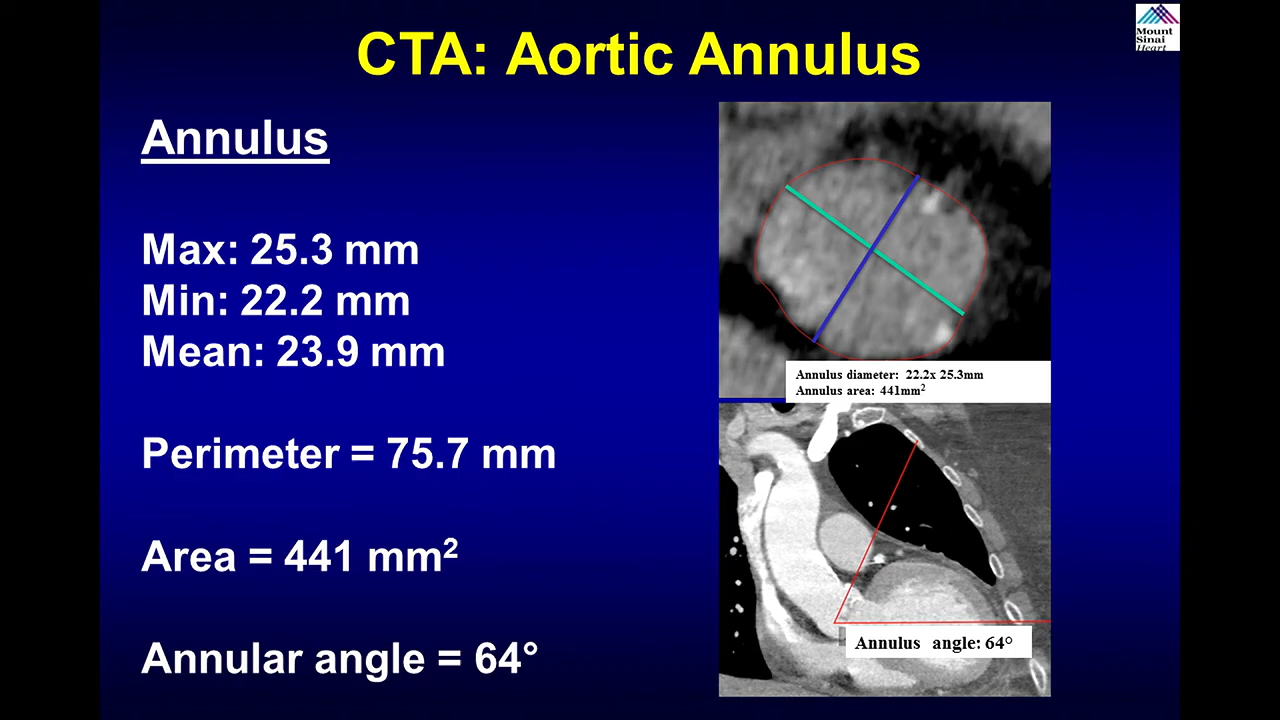 CTA: Aortic Annulus
Mount
Sinai
Heart
Annulus
Max: 25.3 mm
Min: 22.2 mm
Mean: 23.9 mm
Perimeter = 75.7 mm
Area = 441 mm²
Annular angle = 64°
Annulus diameter: 22.2x 25.3mm
Annulus area: 441mm²
Annulus angle: 64°